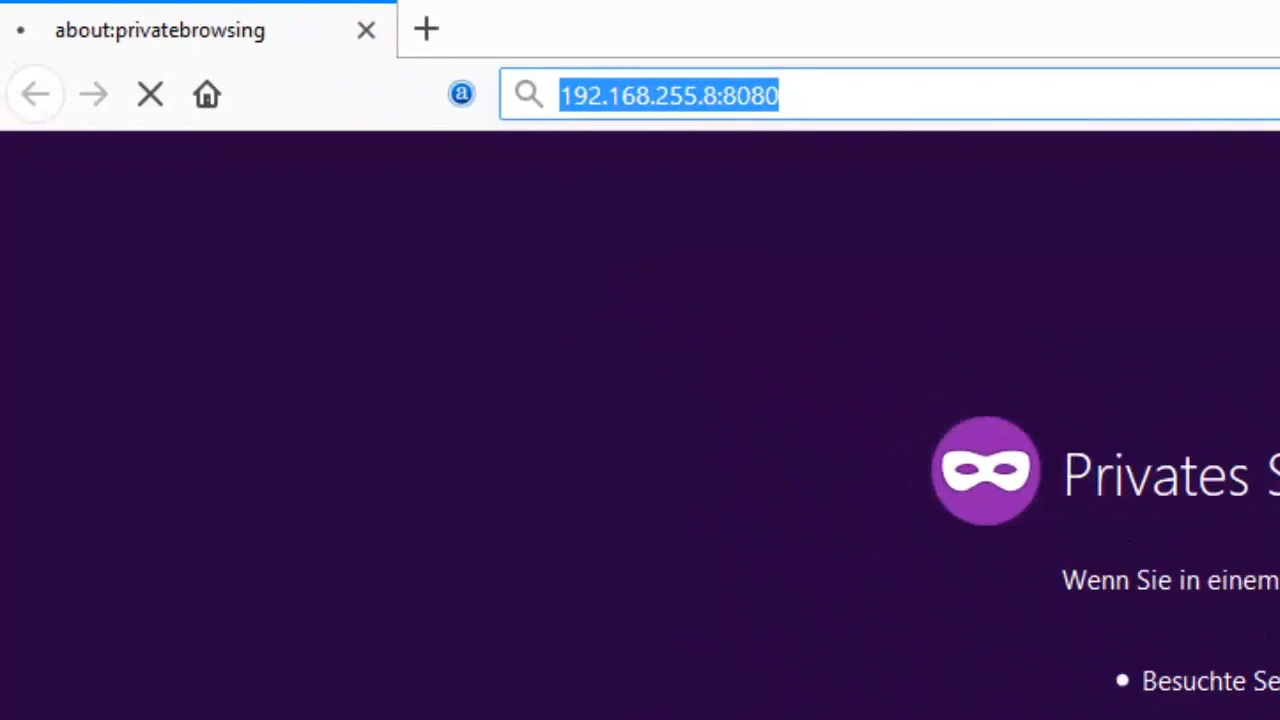 about:privatebrowsing
a
192.168.255.8:8080
Privates
Wenn Sie in einem
Besuchte